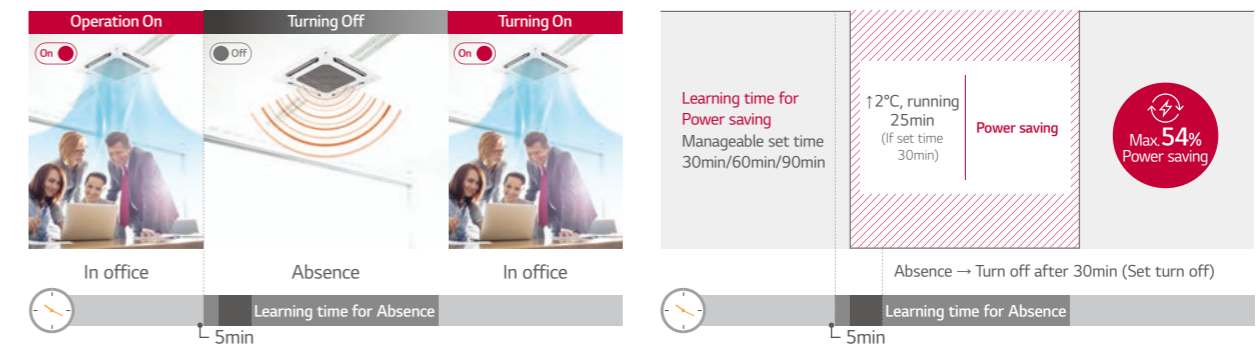 Operation On
Turning Off
Turning On
On
Off
On
In office
Absence
In office
Learning time for Absence
5min
Learning time for
Power saving
Manageable set time
30min/60min/90min
↑2°C, running
25min
(If set time
30min)
Power saving
Max.54%
Power saving
Absence → Turn off after 30min (Set turn off)
Learning time for Absence
5min